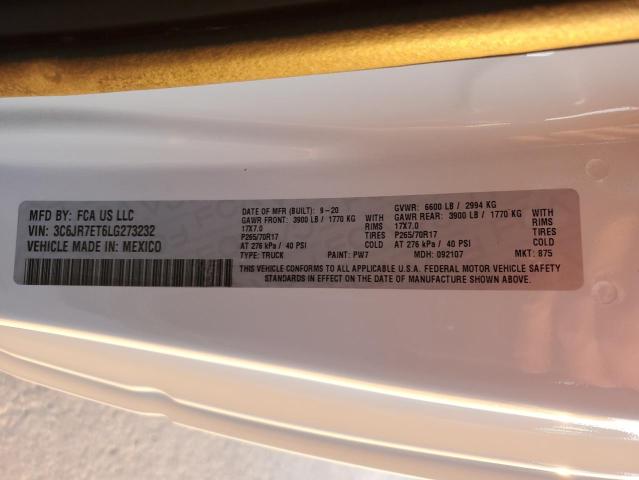 MFD BY: FCA US LLC
VIN: 3C6JR7ET6LG273232
VEHICLE MADE IN: MEXICO
DATE OF MFR (BUILT): 9-20 GVWR: 6600 LB / 2994 KG
GAWR FRONT: 3900 LB / 1770 KG WITH GAWR REAR: 3900 LB / 1770 KG WITH
17X7.0 RIMS 17X7.0 RIMS
P265/70R17 TIRES P265/70R17 TIRES
AT 276 kPa / 40 PSI AT 276 kPa / 40 PSI
TYPE: TRUCK PAINT: PW7 MDH: 092107 MKT: 875
THIS VEHICLE CONFORMS TO ALL APPLICABLE U.S.A. FEDERAL MOTOR VEHICLE SAFETY
STANDARDS IN EFFECT ON THE DATE OF MANUFACTURE SHOWN ABOVE.